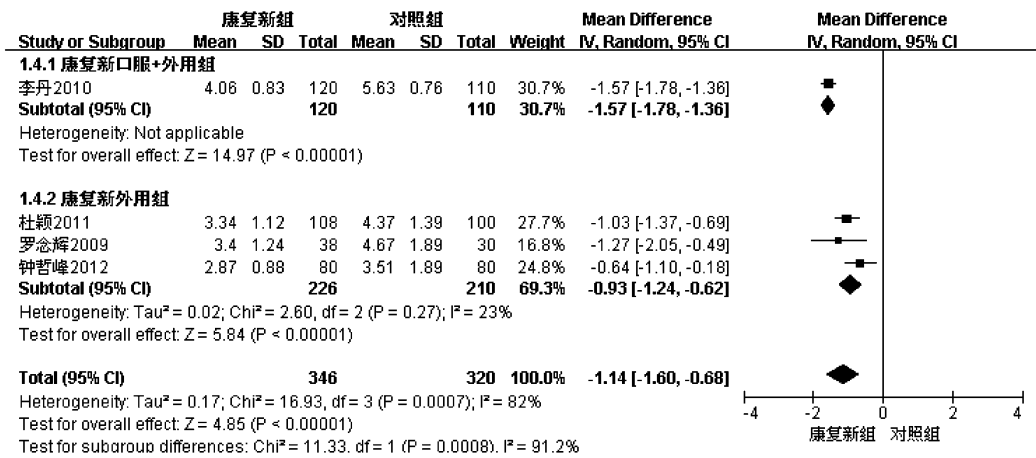 康复新组 对照组 Mean Difference Mean Difference
Study or Subgroup Mean SD Total Mean SD Total Weight IV, Random, 95% CI IV, Random, 95% CI
1.4.1 康复新口服+外用组
李丹2010 4.06 0.83 120 5.63 0.76 110 30.7% -1.57 [-1.78, -1.36]
Subtotal (95% CI) 120 110 30.7% -1.57 [-1.78, -1.36]
Heterogeneity: Not applicable
Test for overall effect: Z = 14.97 (P < 0.00001)
1.4.2 康复新外用组
杜颖2011 3.34 1.12 108 4.37 1.39 100 27.7% -1.03 [-1.37, -0.69]
罗念辉2009 3.4 1.24 38 4.67 1.89 30 16.8% -1.27 [-2.05, -0.49]
钟哲峰2012 2.87 0.88 80 3.51 1.89 80 24.8% -0.64 [-1.10, -0.18]
Subtotal (95% CI) 226 210 69.3% -0.93 [-1.24, -0.62]
Heterogeneity: Tau² = 0.02; Chi² = 2.60, df = 2 (P = 0.27); I² = 23%
Test for overall effect: Z = 5.84 (P < 0.00001)
Total (95% CI) 346 320 100.0% -1.14 [-1.60, -0.68]
Heterogeneity: Tau² = 0.17; Chi² = 16.93, df = 3 (P = 0.0007); I² = 82%
Test for overall effect: Z = 4.85 (P < 0.00001)
Test for subgroup differences: Chi² = 11.33, df = 1 (P = 0.0008), I² = 91.2%
-4 -2 0 2 4
康复新组 对照组